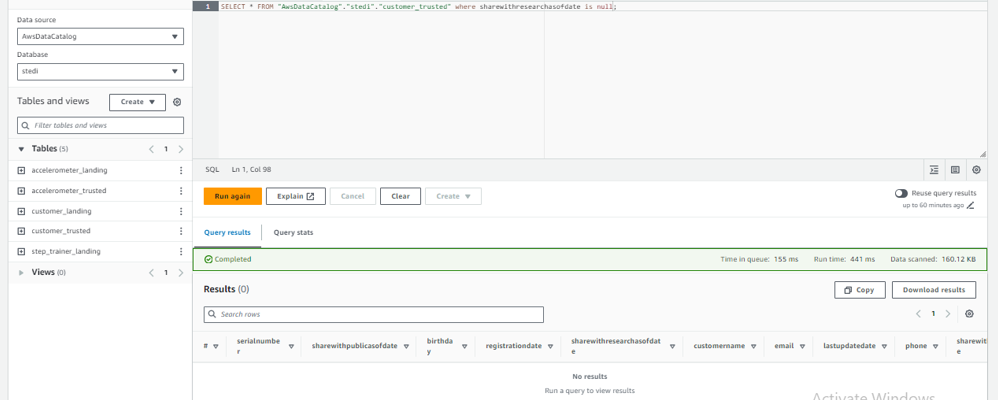 Data source
AwsDataCatalog
Database
stedi
Tables and views
Create
Filter tables and views
Tables (5)
1
accelerometer_landing
accelerometer_trusted
customer_landing
customer_trusted
step_trainer_landing
Views (0)
1
1 SELECT * FROM "AwsDataCatalog"."stedi"."customer_trusted" where sharewithresearchasofdate is null;
SQL Ln 1, Col 98
Run again Explain Cancel Clear Create
Reuse query results
up to 60 minutes ago
Query results Query stats
Completed Time in queue: 155 ms Run time: 441 ms Data scanned: 160.12 KB
Results (0) Copy Download results
Search rows 1
# serialnumbe
r sharewithpublicasofdate birthda
y registrationdate sharewithresearchasofdat
e customername email lastupdatedate phone sharewit
e
No results
Run a query to view results
Activate Windows